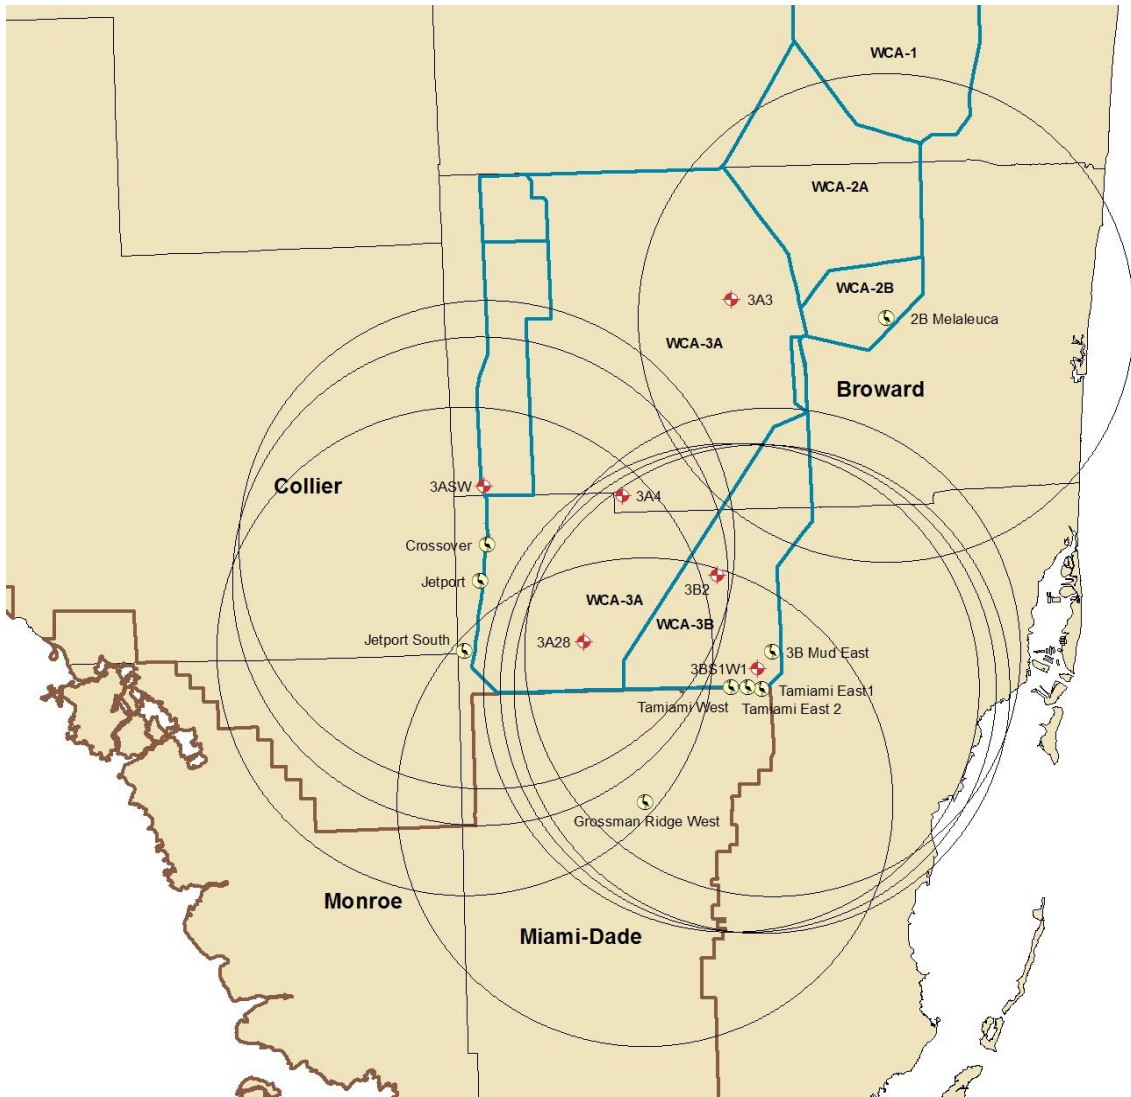 WCA-1
WCA-2A
WCA-2B
3A3
2B Melaleuca
WCA-3A
Broward
Collier
3ASW
3A4
Crossover
Jetport
3B2
WCA-3A
WCA-3B
3A28
Jetport South
3B Mud East
3BS1W1
Tamiami East1
Tamiami West
Tamiami East 2
Grossman Ridge West
Monroe
Miami-Dade